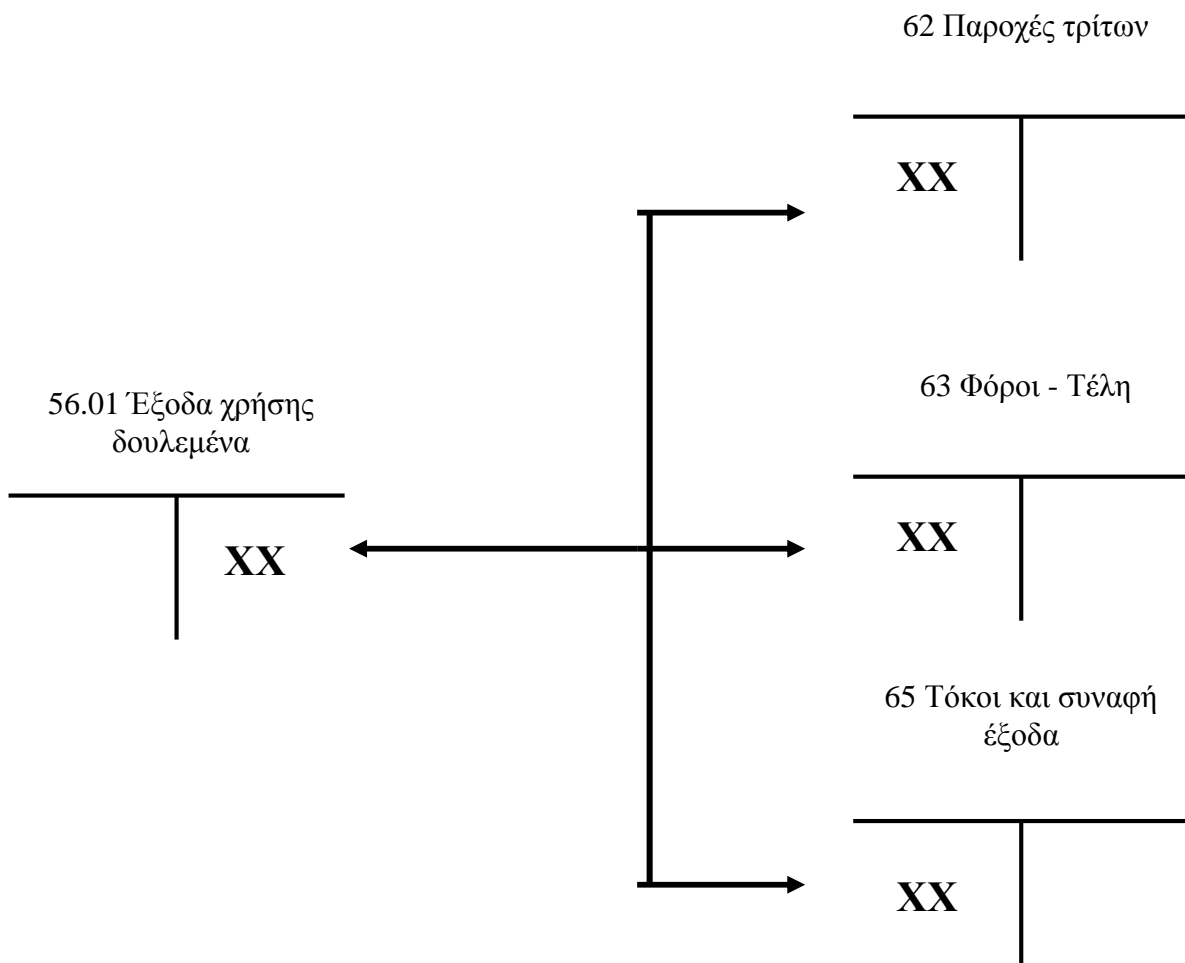 62 Παροχές τρίτων
XX
63 Φόροι - Τέλη
56.01 Έξοδα χρήσης
δουλεμένα
XX
XX
65 Τόκοι και συναφή
έξοδα
XX